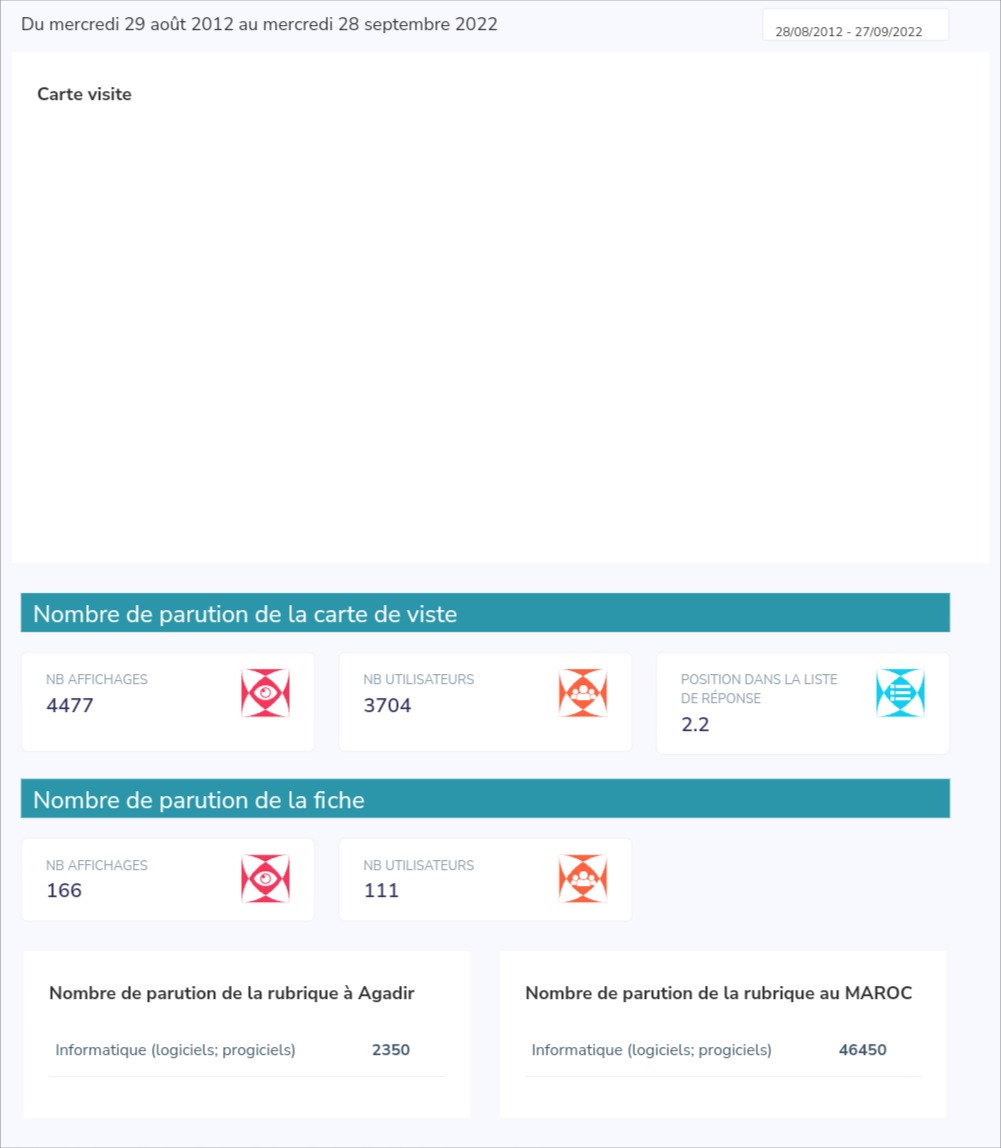 Du mercredi 29 août 2012 au mercredi 28 septembre 2022
28/08/2012 - 27/09/2022
Carte visite
Nombre de parution de la carte de viste
NB AFFICHAGES
4477
NB UTILISATEURS
3704
POSITION DANS LA LISTE
DE RÉPONSE
2.2
Nombre de parution de la fiche
NB AFFICHAGES
166
NB UTILISATEURS
111
Nombre de parution de la rubrique à Agadir
Informatique (logiciels; progiciels) 2350
Nombre de parution de la rubrique au MAROC
Informatique (logiciels; progiciels) 46450